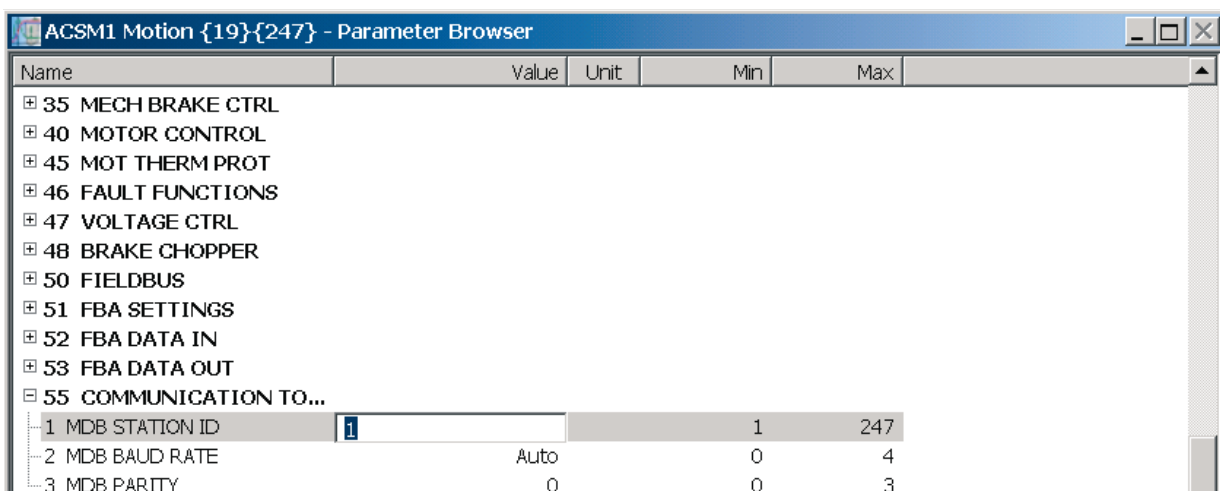 ACSM1 Motion {19}{247} - Parameter Browser
Name Value Unit Min Max
35 MECH BRAKE CTRL
40 MOTOR CONTROL
45 MOT THERM PROT
46 FAULT FUNCTIONS
47 VOLTAGE CTRL
48 BRAKE CHOPPER
50 FIELDBUS
51 FBA SETTINGS
52 FBA DATA IN
53 FBA DATA OUT
55 COMMUNICATION TO...
1 MDB STATION ID 1 1 247
2 MDB BAUD RATE Auto 0 4
3 MDB PARITY 0 0 3